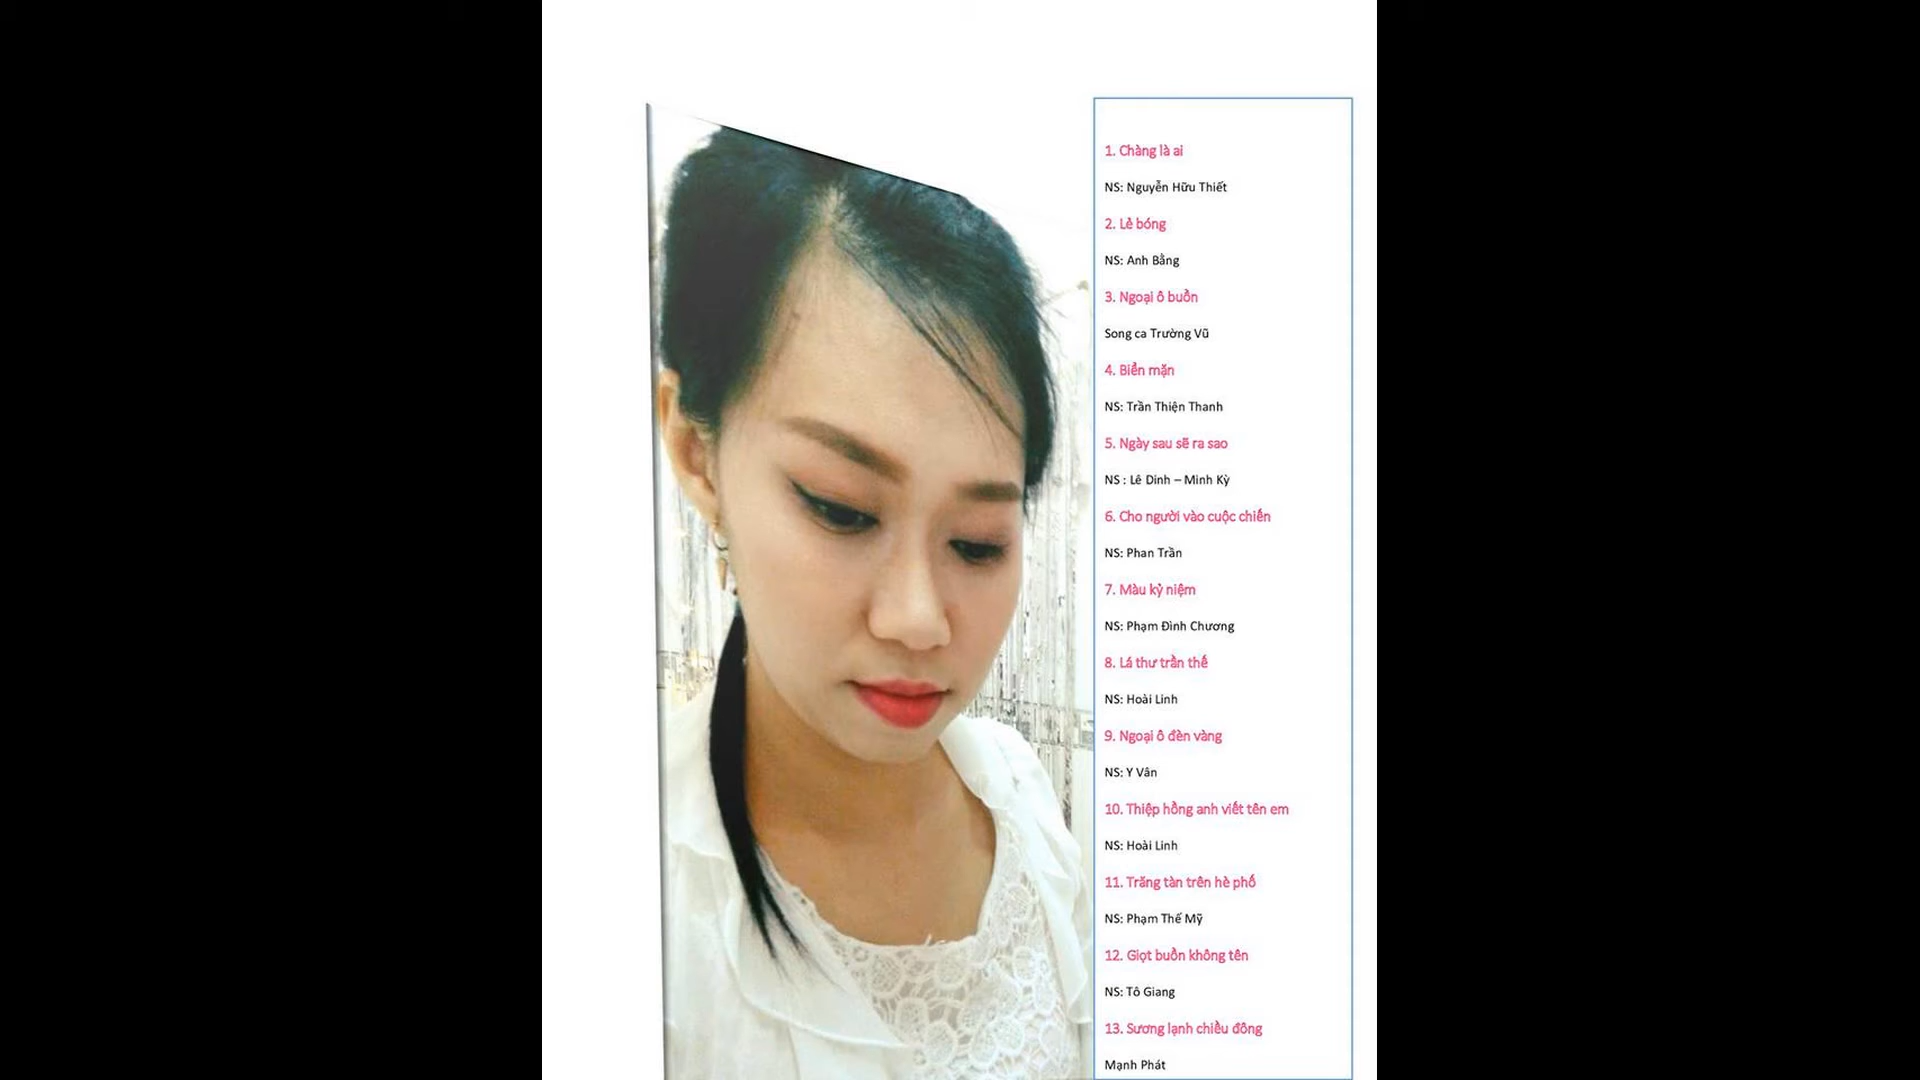 1. Chàng là ai
NS: Nguyễn Hữu Thiết
2. Lẻ bóng
NS: Anh Bằng
3. Ngoại ô buồn
Song ca Trường Vũ
4. Biển mặn
NS: Trần Thiện Thanh
5. Ngày sau sẽ ra sao
NS : Lê Dinh – Minh Kỳ
6. Cho người vào cuộc chiến
NS: Phan Trần
7. Màu kỷ niệm
NS: Phạm Đình Chương
8. Lá thư trần thế
NS: Hoài Linh
9. Ngoại ô đèn vàng
NS: Y Vân
10. Thiệp hồng anh viết tên em
NS: Hoài Linh
11. Trăng tàn trên hè phố
NS: Phạm Thế Mỹ
12. Giọt buồn không tên
NS: Tô Giang
13. Sương lạnh chiều đông
Mạnh Phát